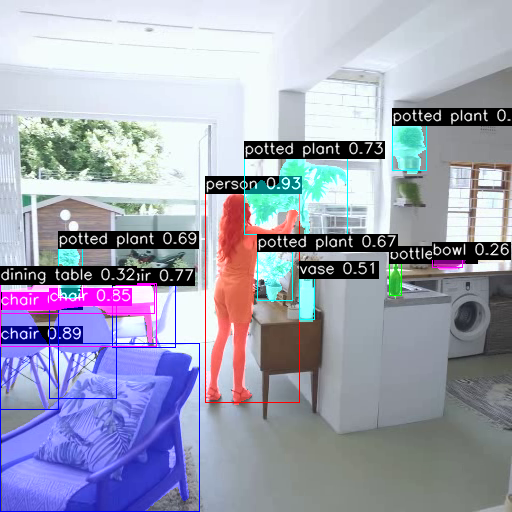 potted plant 0.
potted plant 0.73
person 0.93
potted plant 0.69
potted plant 0.67
bottle
bowl 0.26
vase 0.51
dining table 0.32
ir 0.77
chair
chair 0.85
chair 0.89